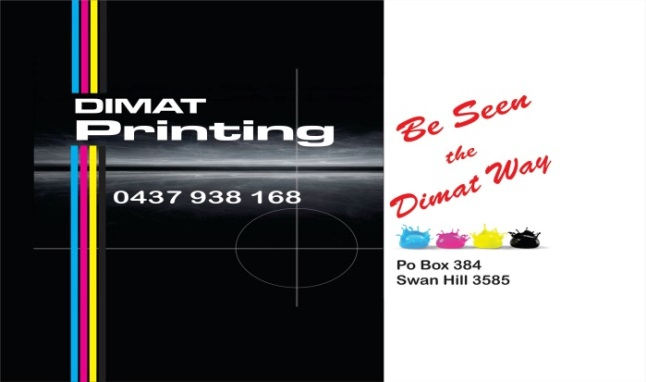 DIMAT
Printing
0437 938 168
Be Seen
the
Dimat Way
Po Box 384
Swan Hill 3585